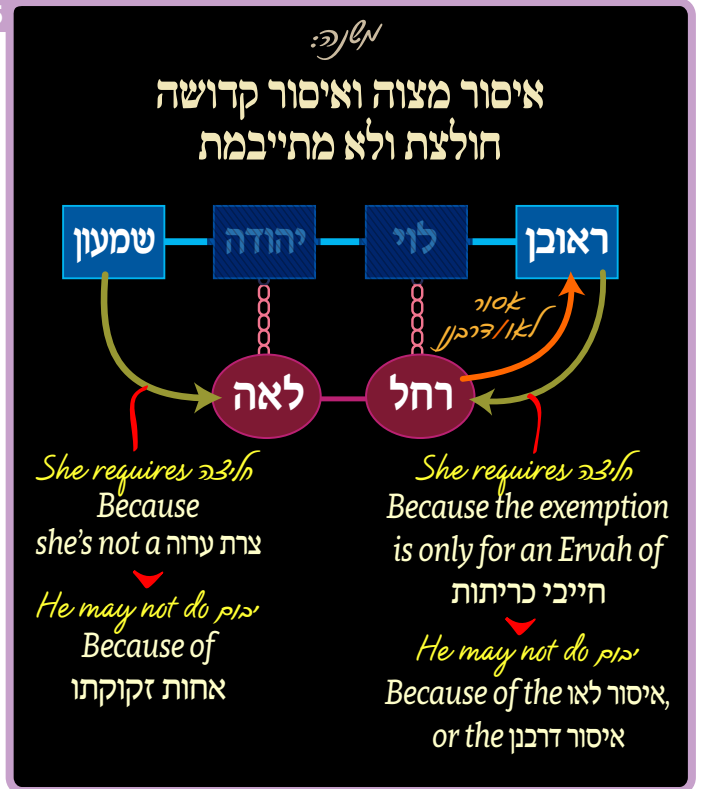 משנה:
איסור מצוה ואיסור קדושה
חולצת ולא מתייבמת
ראובן
לוי
יהודה
שמעון
אסור
לאו/דרבנן
רחל
לאה
She requires חליצה
Because the exemption
is only for an Ervah of
חייבי כריתות
He may not do יבום
Because of the איסור לאו,
or the איסור דרבנן
She requires חליצה
Because
she's not a צרת ערוה
He may not do יבום
Because of
אחות זקוקתו